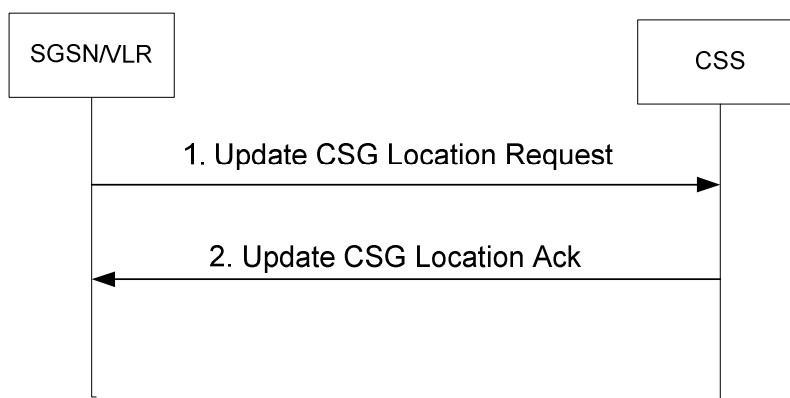 SGSN/VLR
CSS
1. Update CSG Location Request
2. Update CSG Location Ack